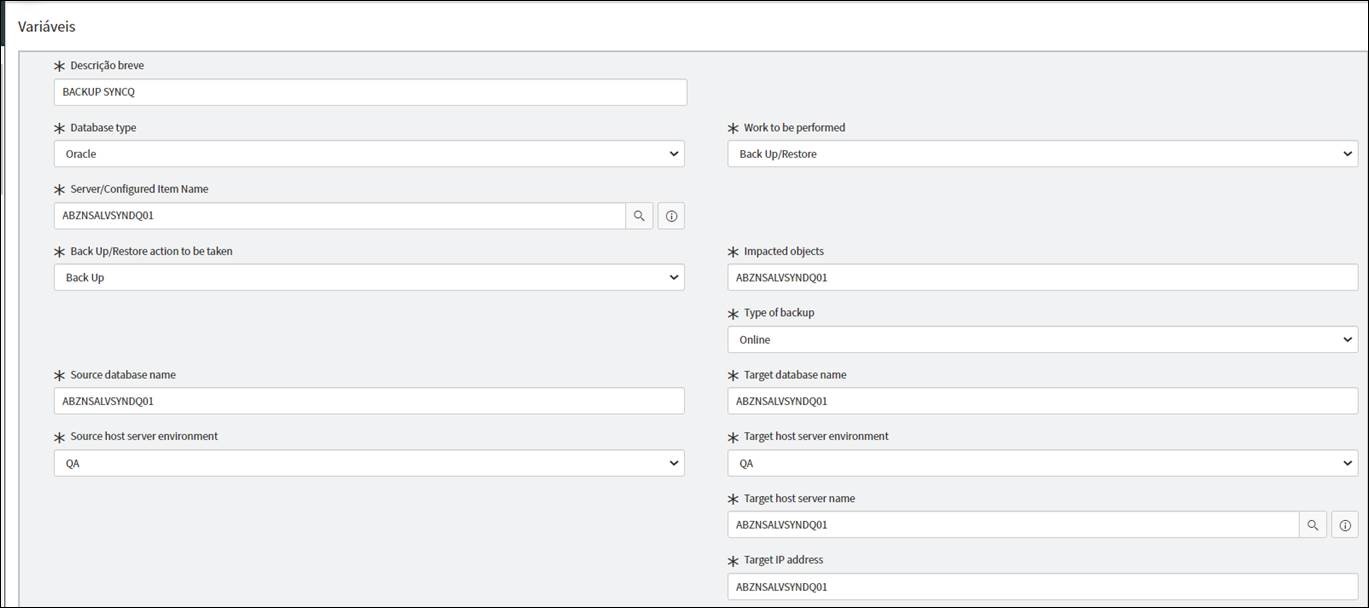 Variáveis
Descrição breve
BACKUP SYNCQ
Database type
Work to be performed
Oracle
Back Up/Restore
Server/Configured Item Name
ABZNSALVSYNDQ01
Back Up/Restore action to be taken
Impacted objects
Back Up
ABZNSALVSYNDQ01
Type of backup
Online
Source database name
Target database name
ABZNSALVSYNDQ01
ABZNSALVSYNDQ01
Source host server environment
Target host server environment
QA
QA
Target host server name
ABZNSALVSYNDQ01
Target IP address
ABZNSALVSYNDQ01